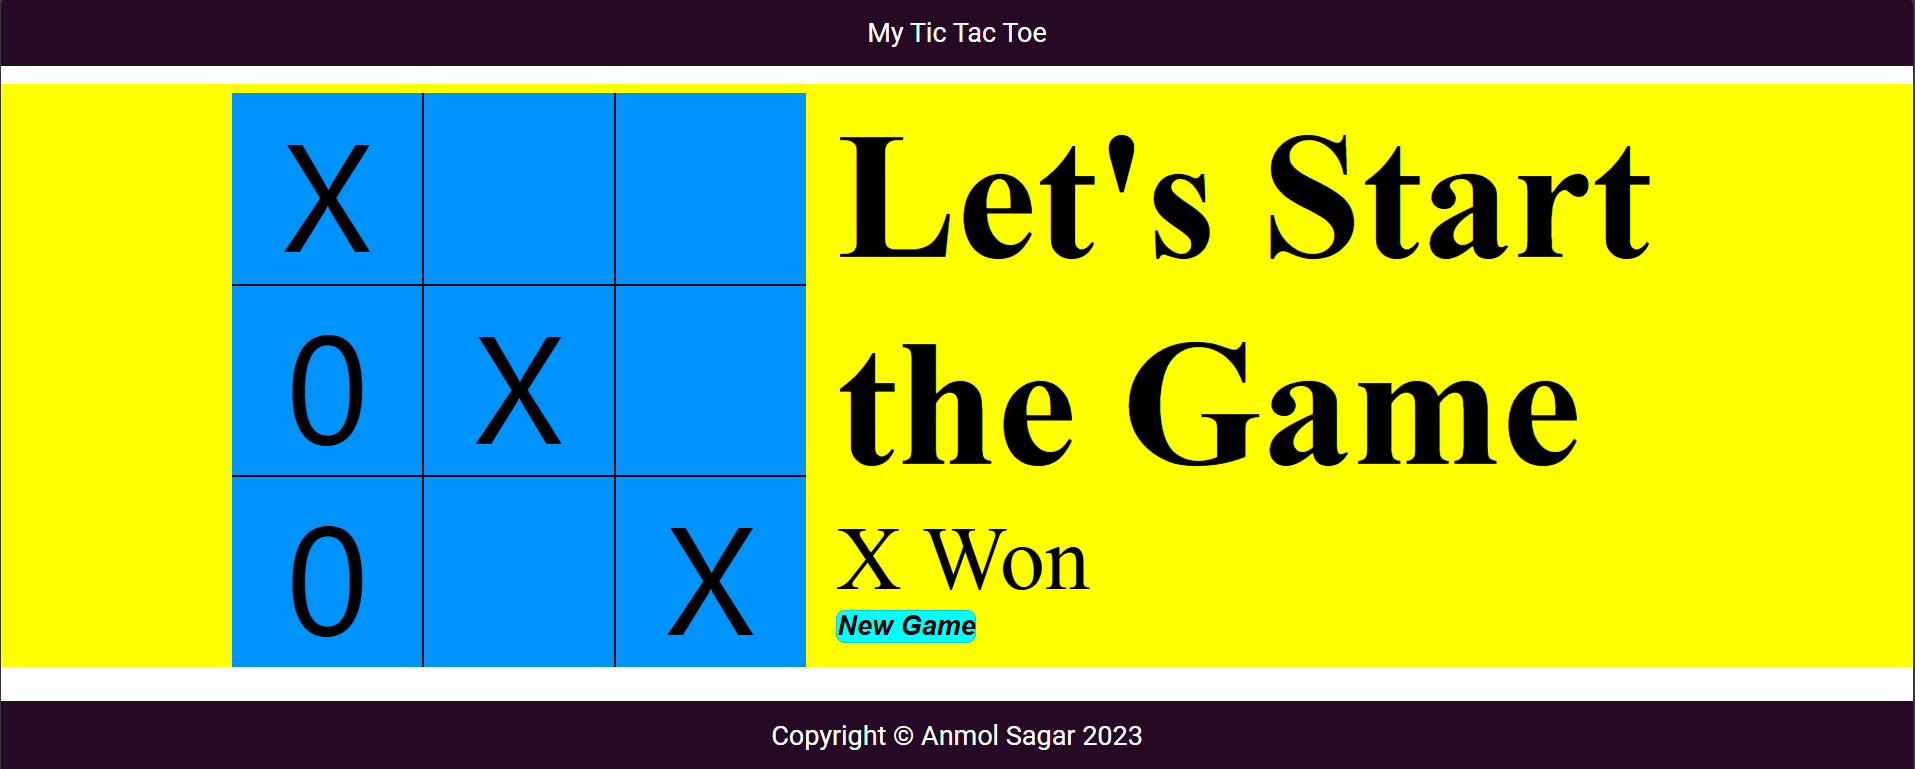 My Tic Tac Toe
X
0 X
0 X
Let's Start
the Game
X Won
New Game
Copyright © Anmol Sagar 2023